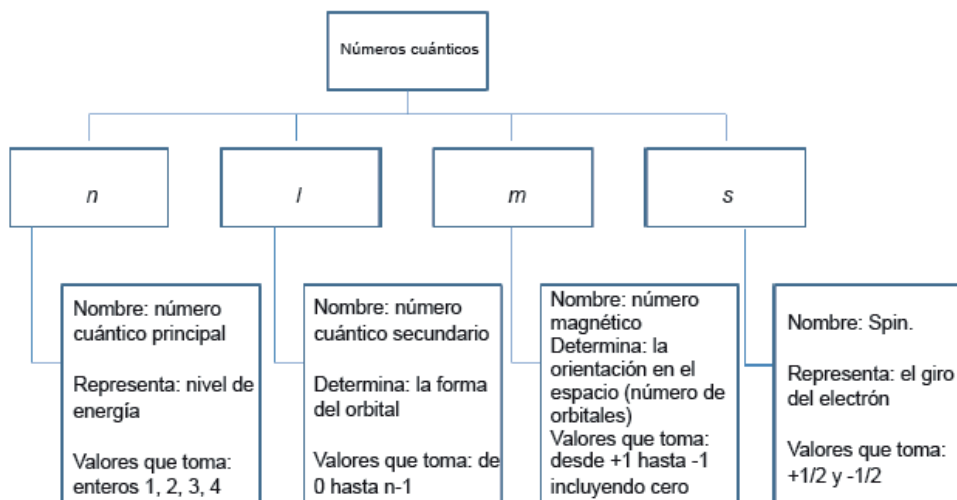 Números cuánticos
n
l
m
s
Nombre: número
cuántico principal
Representa: nivel de
energía
Valores que toma:
enteros 1, 2, 3, 4
Nombre: número
cuántico secundario
Determina: la forma
del orbital
Valores que toma: de
0 hasta n-1
Nombre: número
magnético
Determina: la
orientación en el
espacio (número de
orbitales)
Valores que toma:
desde +1 hasta -1
incluyendo cero
Nombre: Spin.
Representa: el giro
del electrón
Valores que toma:
+1/2 y -1/2